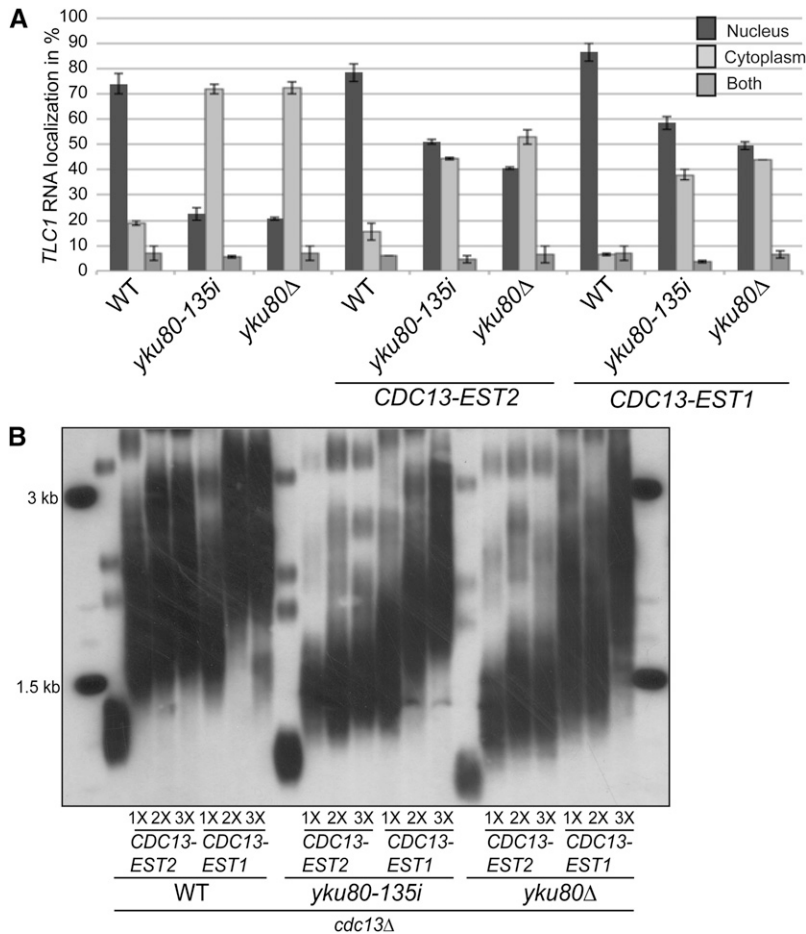 A
TLC1 RNA localization in %
100
90
80
70
60
50
40
30
20
10
0
Nucleus
Cytoplasm
Both
WT
yku80-135i
yku80Δ
WT
yku80-135i
yku80Δ
WT
yku80-135i
yku80Δ
CDC13-EST2
CDC13-EST1
B
3 kb
1.5 kb
1X 2X 3X 1X 2X 3X
1X 2X 3X 1X 2X 3X
1X 2X 3X 1X 2X 3X
CDC13-EST2
CDC13-EST1
CDC13-EST2
CDC13-EST1
CDC13-EST2
CDC13-EST1
WT
yku80-135i
yku80Δ
cdc13Δ